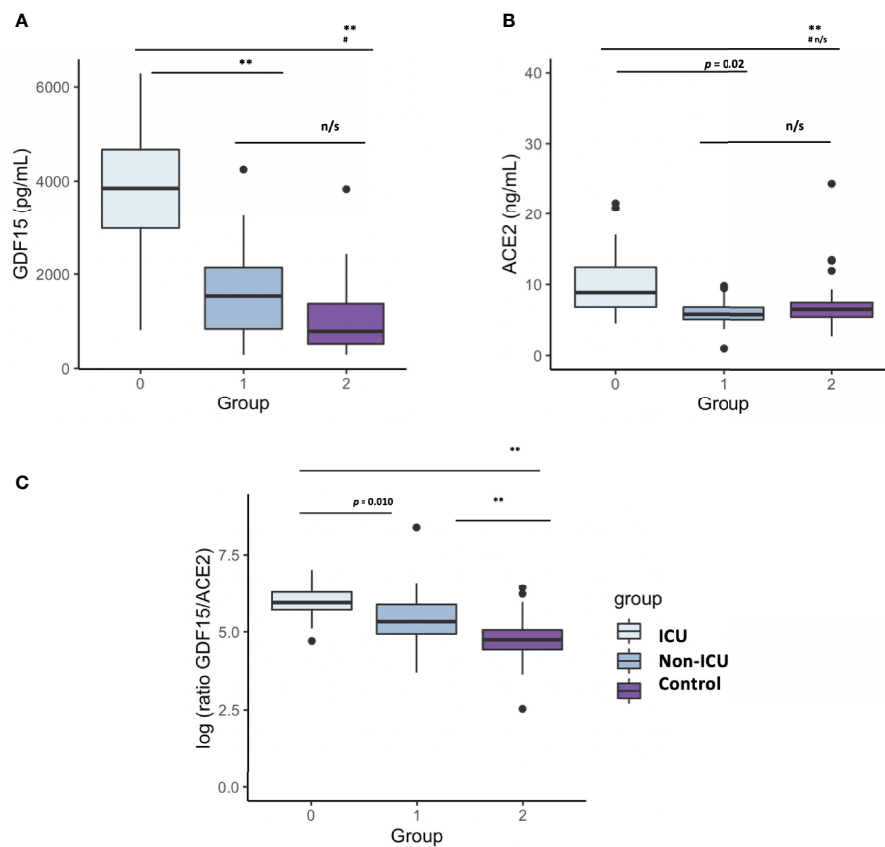 A
**
#
**
n/s
6000
4000
2000
0
GDF15 (pg/mL)
0 1 2
Group
B
**
# n/s
p = 0.02
n/s
40
30
20
10
0
ACE2 (ng/mL)
0 1 2
Group
C
**
p = 0.010
**
7.5
5.0
2.5
0.0
log (ratio GDF15/ACE2)
0 1 2
Group
group
ICU
Non-ICU
Control